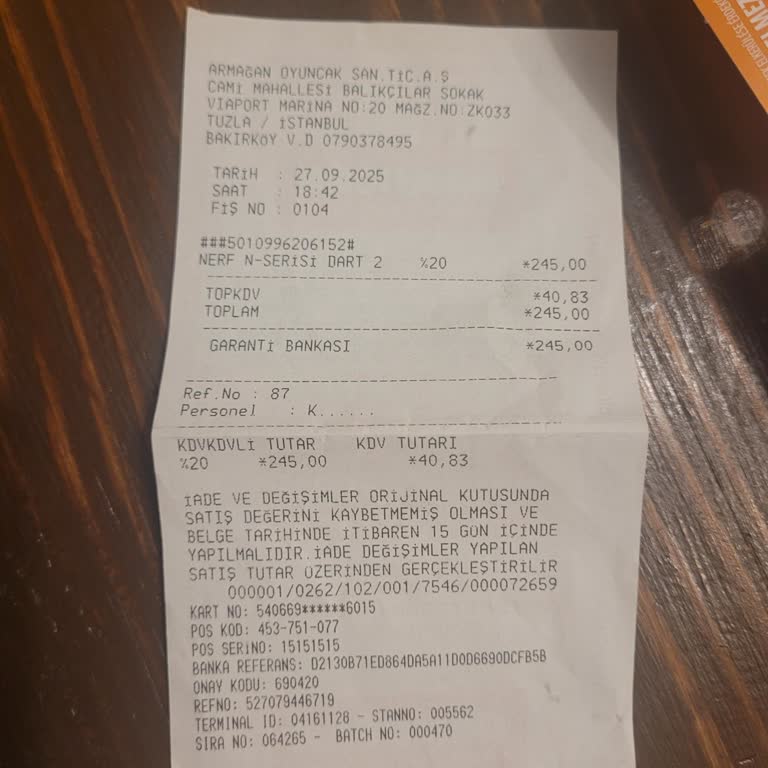 ARMAĞAN OYUNCAK SAN.TİC.A.Ş
CAMİ MAHALLESİ BALIKÇILAR SOKAK
VIAPORT MARINA NO:20 MAĞZ.NO:ZK033
TUZLA / İSTANBUL
BAKIRKÖY V.D 0790378495
TARİH : 27.09.2025
SAAT : 18:42
FİŞ NO : 0104
###5010996206152#
NERF N-SERİSİ DART 2 %20 *245,00
TOPKDV *40,83
TOPLAM *245,00
GARANTİ BANKASI *245,00
Ref.No : 87
Personel : K......
KDVKDVLİ TUTAR KDV TUTARI
%20 *245,00 *40,83
İADE VE DEĞİŞİMLER ORİJİNAL KUTUSUNDA
SATIŞ DEĞERİNİ KAYBETMEMİŞ OLMASI VE
BELGE TARİHİNDE İTİBAREN 15 GÜN İÇİNDE
YAPILMALIDIR.İADE DEĞİŞİMLER YAPILAN
SATIŞ TUTAR ÜZERİNDEN GERÇEKLEŞTİRİLİR
000001/0262/102/001/7546/000072659
KART NO: 540669******6015
POS KOD: 453-751-077
POS SERİNO: 15151515
BANKA REFERANS: D2130B71ED864DA5A11D0D6690DCFB5B
ONAY KODU: 690420
REFNO: 527079446719
TERMINAL ID: 04161128 - STANNO: 005562
SIRA NO: 064265 - BATCH NO: 000470